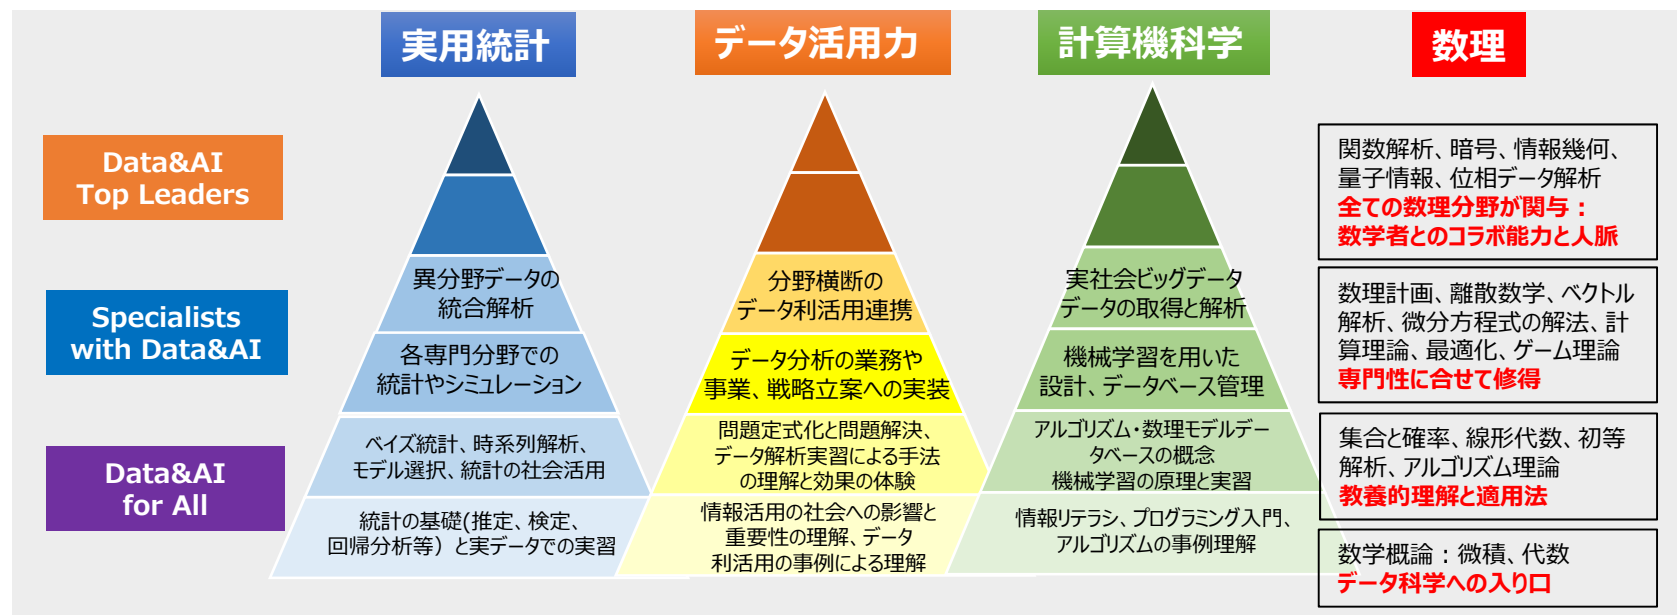 実用統計
データ活用力
計算機科学
数理
Data&AI
Top Leaders
関数解析、暗号、情報幾何、
量子情報、位相データ解析
全ての数理分野が関与：
数学者とのコラボ能力と人脈
Specialists
with Data&AI
異分野データの
統合解析
分野横断の
データ利活用連携
実社会ビッグデータ
データの取得と解析
各専門分野での
統計やシミュレーション
データ分析の業務や
事業、戦略立案への実装
機械学習を用いた
設計、データベース管理
数理計画、離散数学、ベクトル
解析、微分方程式の解法、計
算理論、最適化、ゲーム理論
専門性に合せて修得
Data&AI
for All
ベイズ統計、時系列解析、
モデル選択、統計の社会活用
問題定式化と問題解決、
データ解析実習による手法
の理解と効果の体験
アルゴリズム・数理モデルデー
タベースの概念
機械学習の原理と実習
集合と確率、線形代数、初等
解析、アルゴリズム理論
教養的理解と適用法
統計の基礎(推定、検定、
回帰分析等）と実データでの実習
情報活用の社会への影響と
重要性の理解、データ
利活用の事例による理解
情報リテラシ、プログラミング入門、
アルゴリズムの事例理解
数学概論：微積、代数
データ科学への入り口